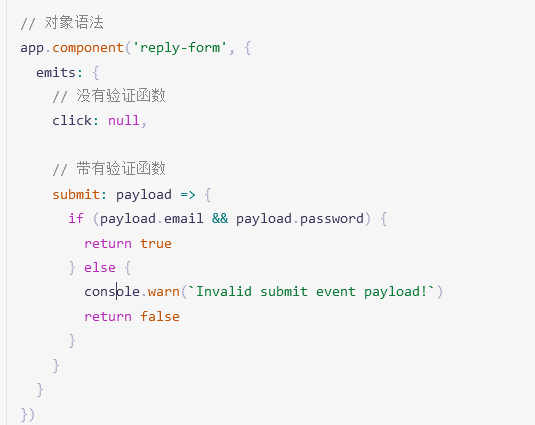 // 对象语法
app.component('reply-form', {
  emits: {
    // 没有验证函数
    click: null,

    // 带有验证函数
    submit: payload => {
      if (payload.email && payload.password) {
        return true
      } else {
        console.warn(`Invalid submit event payload!`)
        return false
      }
    }
  }
})